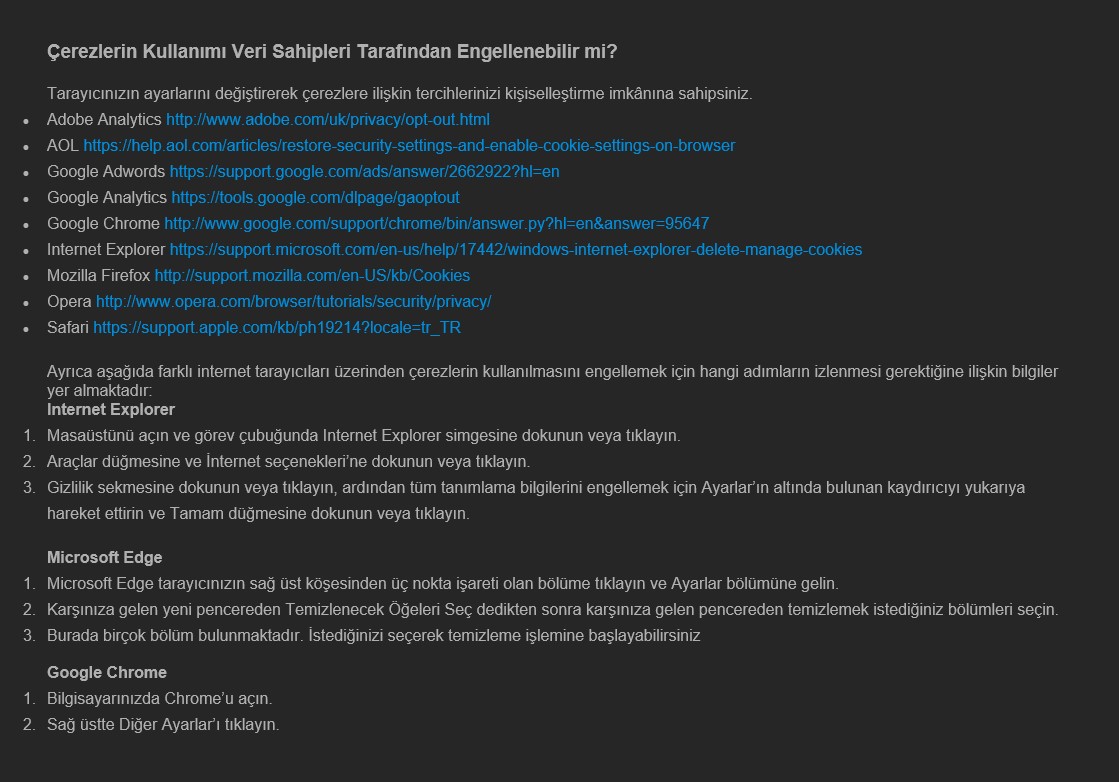 Çerezlerin Kullanımı Veri Sahipleri Tarafından Engellenebilir mi?
Tarayıcınızın ayarlarını değiştirerek çerezlere ilişkin tercihlerinizi kişiselleştirme imkânına sahipsiniz.
• Adobe Analytics http://www.adobe.com/uk/privacy/opt-out.html
• AOL https://help.aol.com/articles/restore-security-settings-and-enable-cookie-settings-on-browser
• Google Adwords https://support.google.com/ads/answer/2662922?hl=en
• Google Analytics https://tools.google.com/dlpage/gaoptout
• Google Chrome http://www.google.com/support/chrome/bin/answer.py?hl=en&answer=95647
• Internet Explorer https://support.microsoft.com/en-us/help/17442/windows-internet-explorer-delete-manage-cookies
• Mozilla Firefox http://support.mozilla.com/en-US/kb/Cookies
• Opera http://www.opera.com/browser/tutorials/security/privacy/
• Safari https://support.apple.com/kb/ph19214?locale=tr_TR
Ayrıca aşağıda farklı internet tarayıcıları üzerinden çerezlerin kullanılmasını engellemek için hangi adımların izlenmesi gerektiğine ilişkin bilgiler
yer almaktadır:
Internet Explorer
1. Masaüstünü açın ve görev çubuğunda Internet Explorer simgesine dokunun veya tıklayın.
2. Araçlar düğmesine ve İnternet seçenekleri’ne dokunun veya tıklayın.
3. Gizlilik sekmesine dokunun veya tıklayın, ardından tüm tanımlama bilgilerini engellemek için Ayarlar’ın altında bulunan kaydırıcıyı yukarıya
hareket ettirin ve Tamam düğmesine dokunun veya tıklayın.
Microsoft Edge
1. Microsoft Edge tarayıcınızın sağ üst köşesinden üç nokta işareti olan bölüme tıklayın ve Ayarlar bölümüne gelin.
2. Karşınıza gelen yeni pencereden Temizlenecek Öğeleri Seç dedikten sonra karşınıza gelen pencereden temizlemek istediğiniz bölümleri seçin.
3. Burada birçok bölüm bulunmaktadır. İstediğinizi seçerek temizleme işlemine başlayabilirsiniz
Google Chrome
1. Bilgisayarınızda Chrome’u açın.
2. Sağ üstte Diğer Ayarlar’ı tıklayın.